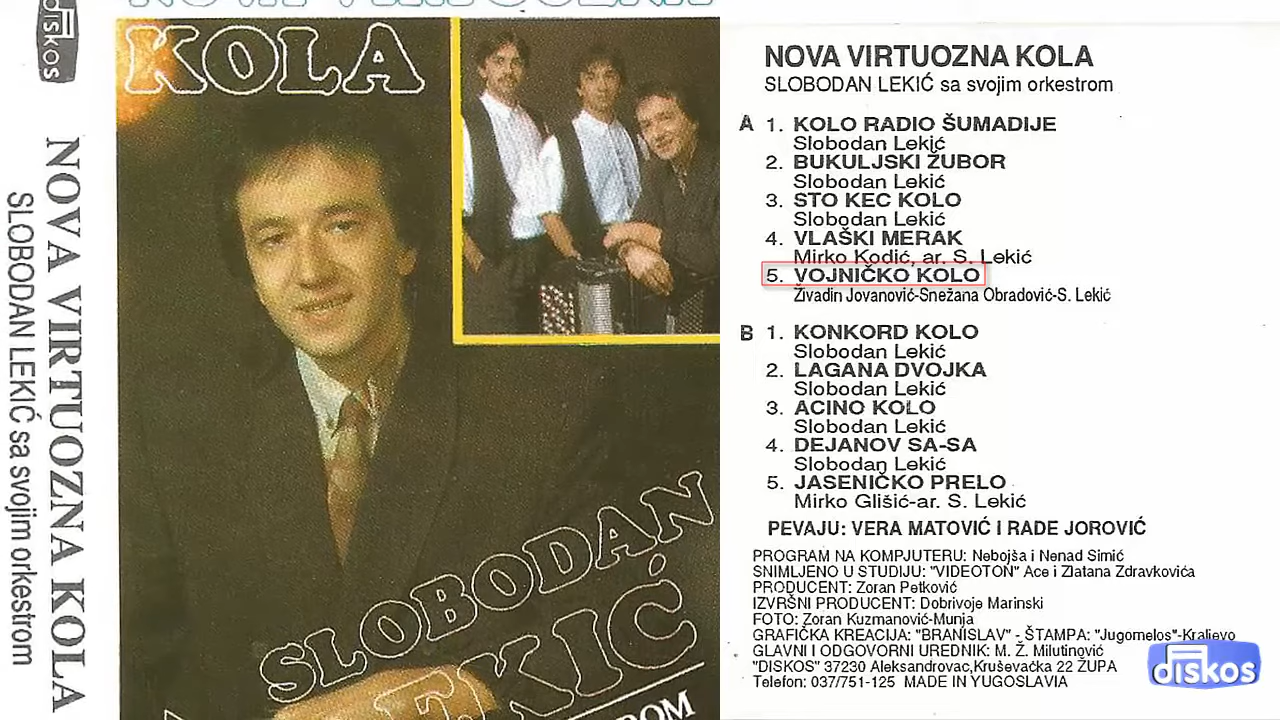 diskos
NOVA VIRTUOZNA KOLA
SLOBODAN LEKIĆ sa svojim orkestrom
KOLA
SLOBODAN
LEKIĆ
NOVA VIRTUOZNA KOLA
SLOBODAN LEKIĆ sa svojim orkestrom
A 1. KOLO RADIO ŠUMADIJE
Slobodan Lekić
2. BUKULJSKI ŽUBOR
Slobodan Lekić
3. STO KEC KOLO
Slobodan Lekić
4. VLAŠKI MERAK
Mirko Kodić, ar. S. Lekić
5. VOJNIČKO KOLO
Živadin Jovanović-Snežana Obradović-S. Lekić
B 1. KONKORD KOLO
Slobodan Lekić
2. LAGANA DVOJKA
Slobodan Lekić
3. ACINO KOLO
Slobodan Lekić
4. DEJANOV SA-SA
Slobodan Lekić
5. JASENIČKO PRELO
Mirko Glišić-ar. S. Lekić
PEVAJU: VERA MATOVIĆ I RADE JOROVIĆ
PROGRAM NA KOMPJUTERU: Nebojša i Nenad Simić
SNIMLJENO U STUDIJU: "VIDEOTON" Ace i Zlatana Zdravkovića
PRODUCENT: Zoran Petković
IZVRŠNI PRODUCENT: Dobrivoje Marinski
FOTO: Zoran Kuzmanović-Munja
GRAFIČKA KREACIJA: "BRANISLAV" - ŠTAMPA: "Jugomelos"-Kraljevo
GLAVNI I ODGOVORNI UREDNIK: M. Ž. Milutinović
"DISKOS" 37230 Aleksandrovac,Kruševačka 22 ŽUPA
Telefon: 037/751-125 MADE IN YUGOSLAVIA
diskos